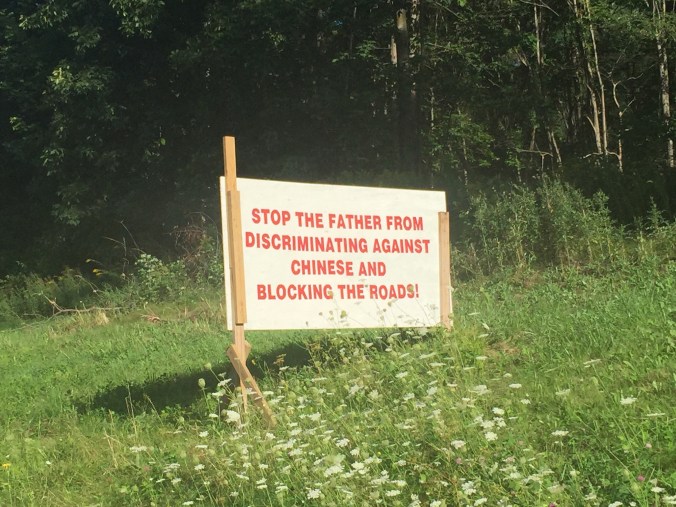 STOP THE FATHER FROM
DISCRIMINATING AGAINST
CHINESE AND
BLOCKING THE ROADS!